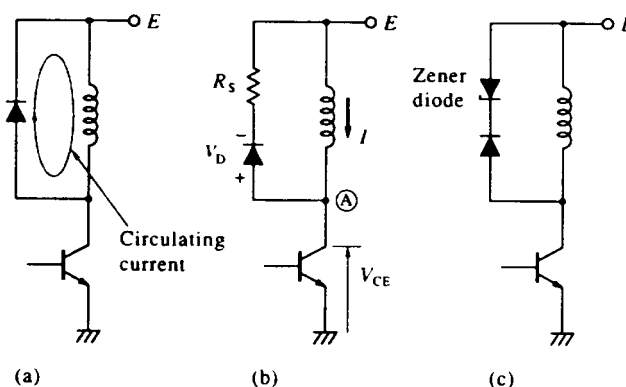 E
Circulating
current
(a)
E
R_S
V_D
−
+
I
A
V_CE
(b)
Zener
diode
(c)